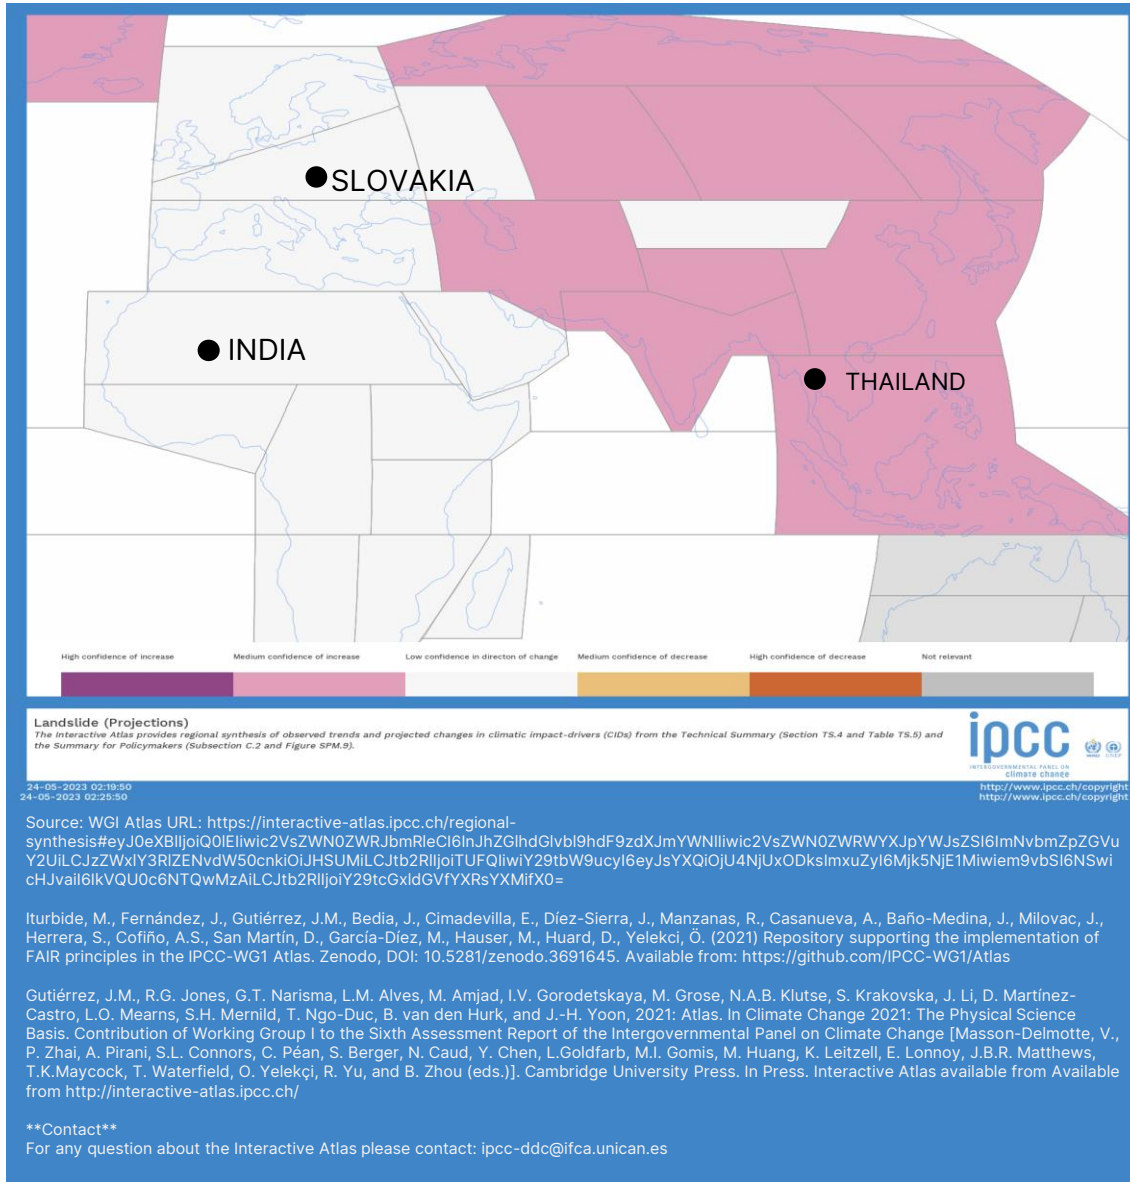 SLOVAKIA
INDIA
THAILAND
High confidence of increase
Medium confidence of increase
Low confidence in directon of change
Medium confidence of decrease
High confidence of decrease
Not relevant
Landslide (Projections)
The Interactive Atlas provides regional synthesis of observed trends and projected changes in climatic impact-drivers (CIDs) from the Technical Summary (Section TS.4 and Table TS.5) and
the Summary for Policymakers (Subsection C.2 and Figure SPM.9).
ipcc
INTERGOVERNMENTAL PANEL ON
climate change
WMO
UNEP
24-05-2023 02:19:50
24-05-2023 02:25:50
http://www.ipcc.ch/copyright
http://www.ipcc.ch/copyright
Source: WGI Atlas URL: https://interactive-atlas.ipcc.ch/regional-
synthesis#eyJ0eXBlIjoiQ0lEIiwic2VsZWN0ZWRJbmRleCI6InJhZGlhdGlvbl9hdF9zdXJmYWNlIiwic2VsZWN0ZWRWYXJpYWJsZSI6ImNvbmZpZGVu
Y2UiLCJzZWxlY3RlZENvdW50cnkiOiJHSUMiLCJtb2RlIjoiTUFQIiwiY29tbW9ucyI6eyJsYXQiOjU4NjUxODksImxuZyI6Mjk5NjE1Miwiem9vbSI6NSwi
cHJvaiI6IkVQU0c6NTQwMzAiLCJtb2RlIjoiY29tcGxldGVfYXRsYXMifX0=
Iturbide, M., Fernández, J., Gutiérrez, J.M., Bedia, J., Cimadevilla, E., Díez-Sierra, J., Manzanas, R., Casanueva, A., Baño-Medina, J., Milovac, J.,
Herrera, S., Cofiño, A.S., San Martín, D., García-Díez, M., Hauser, M., Huard, D., Yelekci, Ö. (2021) Repository supporting the implementation of
FAIR principles in the IPCC-WG1 Atlas. Zenodo, DOI: 10.5281/zenodo.3691645. Available from: https://github.com/IPCC-WG1/Atlas
Gutiérrez, J.M., R.G. Jones, G.T. Narisma, L.M. Alves, M. Amjad, I.V. Gorodetskaya, M. Grose, N.A.B. Klutse, S. Krakovska, J. Li, D. Martínez-
Castro, L.O. Mearns, S.H. Mernild, T. Ngo-Duc, B. van den Hurk, and J.-H. Yoon, 2021: Atlas. In Climate Change 2021: The Physical Science
Basis. Contribution of Working Group I to the Sixth Assessment Report of the Intergovernmental Panel on Climate Change [Masson-Delmotte, V.,
P. Zhai, A. Pirani, S.L. Connors, C. Péan, S. Berger, N. Caud, Y. Chen, L.Goldfarb, M.I. Gomis, M. Huang, K. Leitzell, E. Lonnoy, J.B.R. Matthews,
T.K.Maycock, T. Waterfield, O. Yelekçi, R. Yu, and B. Zhou (eds.)]. Cambridge University Press. In Press. Interactive Atlas available from Available
from http://interactive-atlas.ipcc.ch/
**Contact**
For any question about the Interactive Atlas please contact: ipcc-ddc@ifca.unican.es